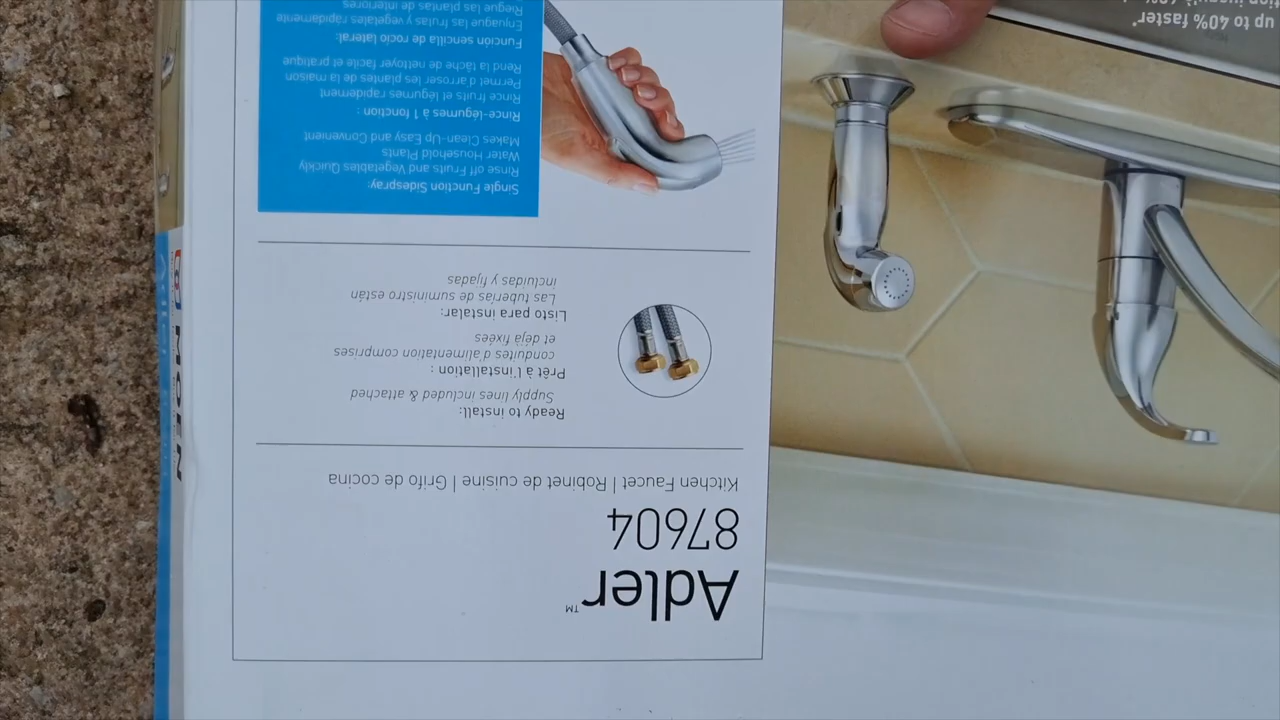 Adler™
87604
Kitchen Faucet | Robinet de cuisine | Grifo de cocina
Ready to install:
Supply lines included & attached
Prêt à l'installation :
conduites d'alimentation comprises
et déjà fixées
Listo para instalar:
Las tuberías de suministro están
incluidas y fijadas
Single Function Sidespray:
Rinse off Fruits and Vegetables Quickly
Water Household Plants
Makes Clean-Up Easy and Convenient
Rince-légumes à 1 fonction :
Rince fruits et légumes rapidement
Permet d'arroser les plantes de la maison
Rend la tâche de nettoyer facile et pratique
Función sencilla de rocío lateral:
Enjuague las frutas y vegetales rápidamente
Riegue las plantas de interiores
up to 40% faster*
MOEN